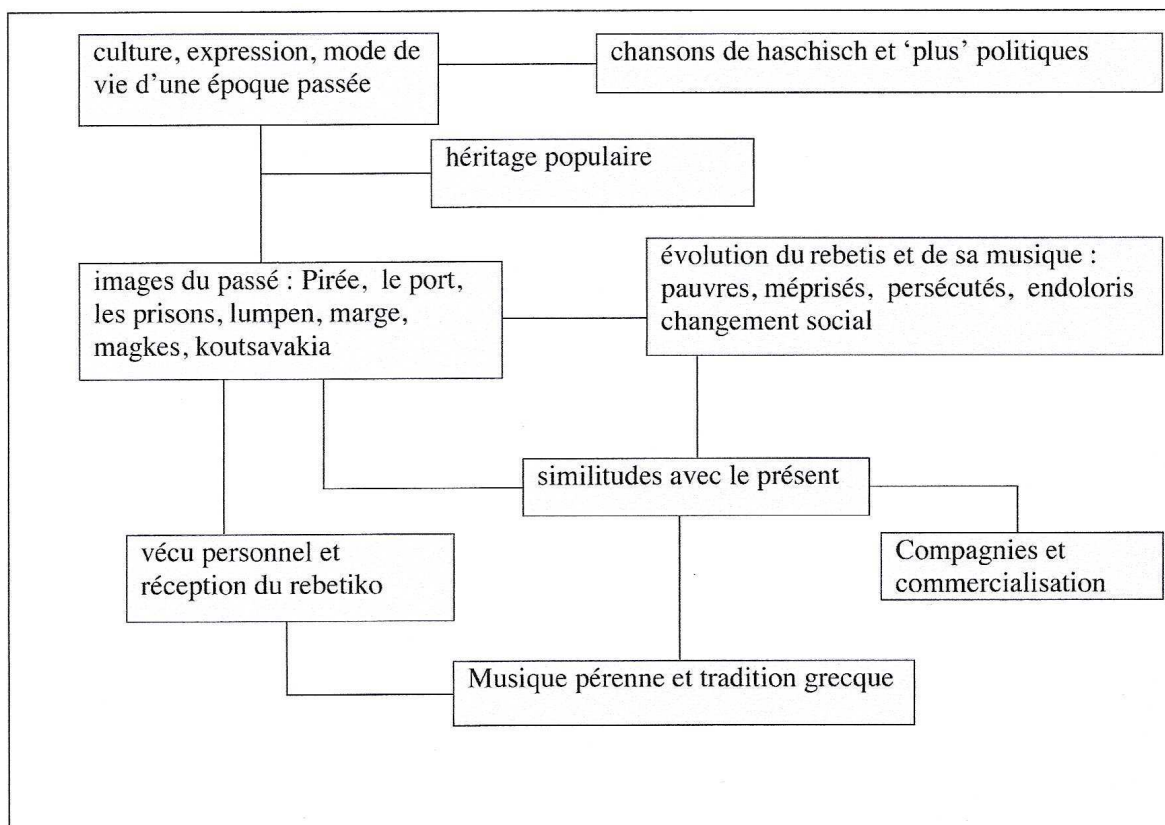 culture, expression, mode de
vie d'une époque passée
chansons de haschisch et ‘plus’ politiques
héritage populaire
images du passé : Pirée, le port,
les prisons, lumpen, marge,
magkes, koutsavakia
évolution du rebetis et de sa musique :
pauvres, méprisés, persécutés, endoloris
changement social
similitudes avec le présent
vécu personnel et
réception du rebetiko
Compagnies et
commercialisation
Musique pérenne et tradition grecque